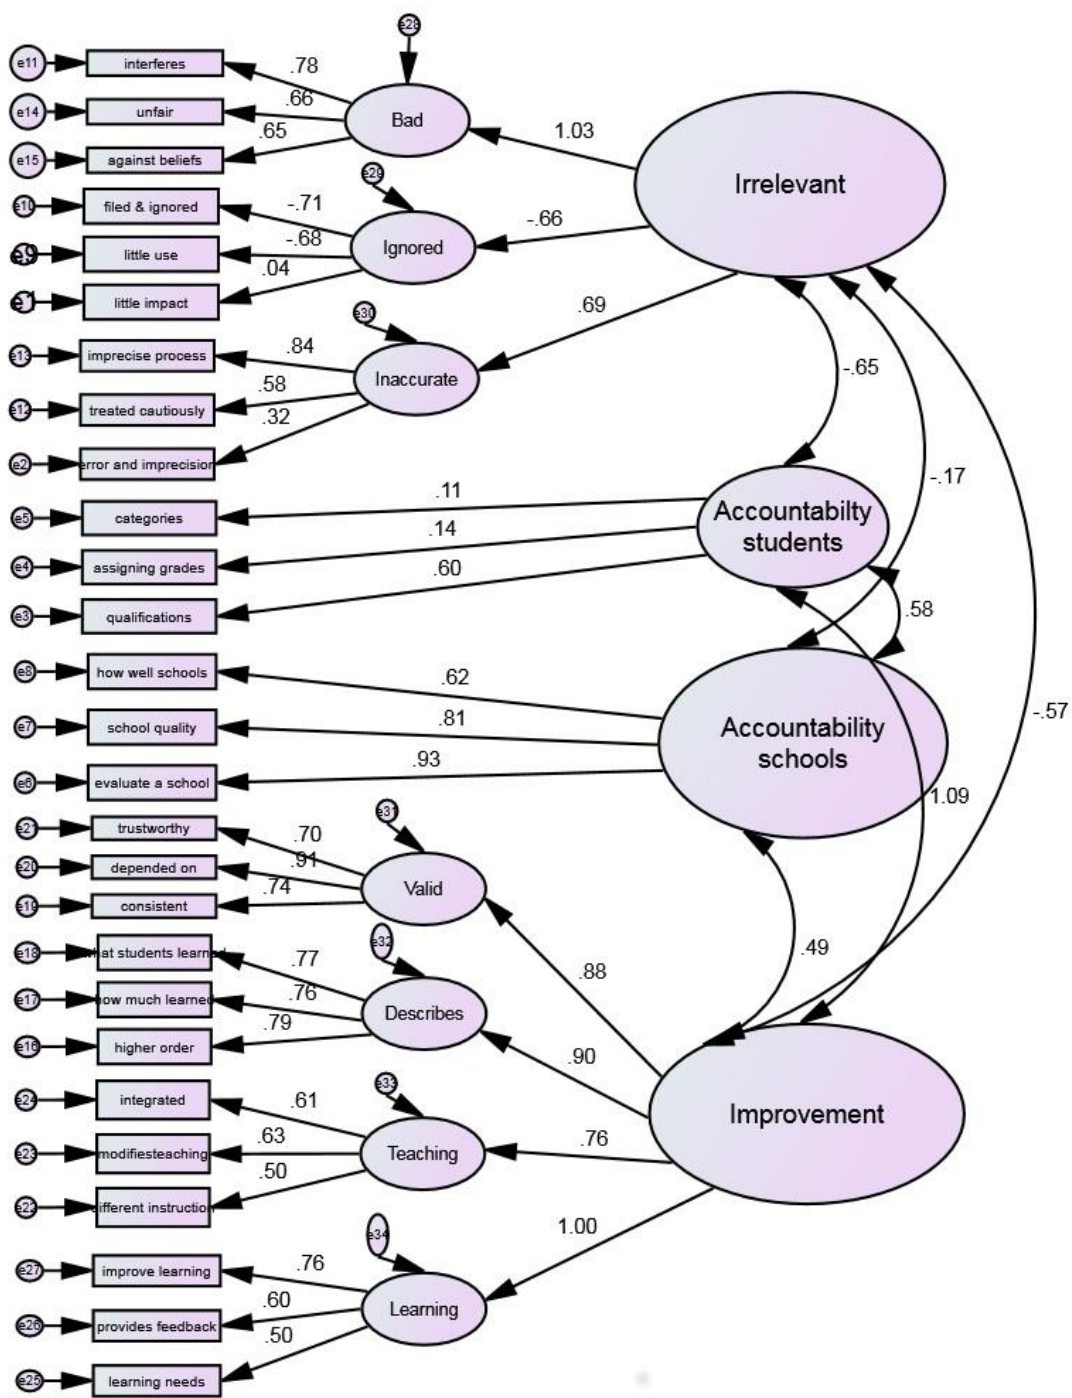 e28
e11
interferes
.78
e14
unfair
.66
Bad
e15
against beliefs
.65
1.03
Irrelevant
e29
e10
filed & ignored
-.71
e9
little use
-.68
Ignored
-.66
e1
little impact
.04
e30
.69
e13
imprecise process
.84
Inaccurate
e12
treated cautiously
.58
-.65
e2
error and imprecision
.32
-.17
e5
categories
.11
Accountabilty
students
e4
assigning grades
.14
e3
qualifications
.60
.58
e8
how well schools
.62
e7
school quality
.81
Accountability
schools
-.57
e6
evaluate a school
.93
1.09
e31
e21
trustworthy
.70
e20
depended on
.91
Valid
e19
consistent
.74
e32
.49
e18
hat students learne
.77
.88
e17
how much learned
.76
Describes
e16
higher order
.79
.90
e33
e24
integrated
.61
Improvement
e23
modifiesteaching
.63
Teaching
.76
e22
ifferent instruction
.50
e34
1.00
e27
improve learning
.76
e26
provides feedback
.60
Learning
e25
learning needs
.50